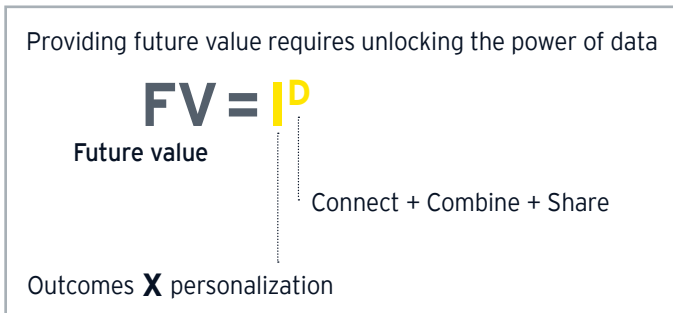 Providing future value requires unlocking the power of data
FV = I^D
Future value
Connect + Combine + Share
Outcomes X personalization